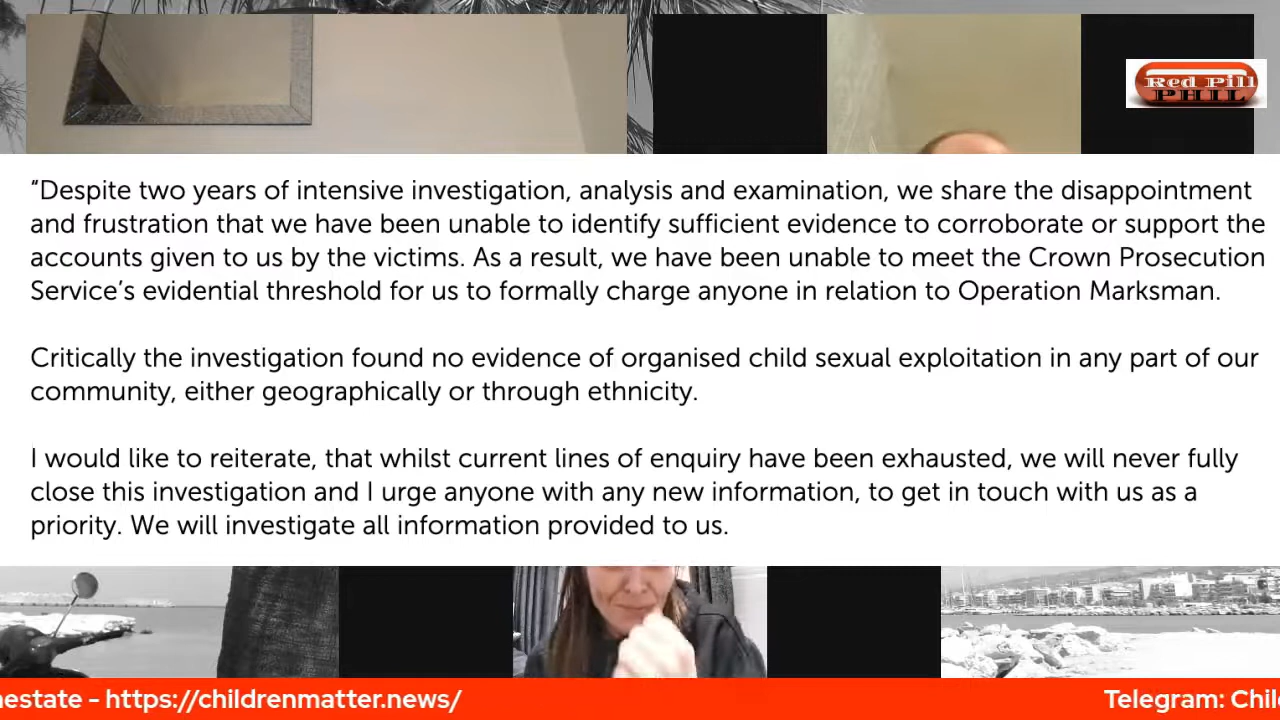 Red Pill
PHIL
“Despite two years of intensive investigation, analysis and examination, we share the disappointment
and frustration that we have been unable to identify sufficient evidence to corroborate or support the
accounts given to us by the victims. As a result, we have been unable to meet the Crown Prosecution
Service’s evidential threshold for us to formally charge anyone in relation to Operation Marksman.
Critically the investigation found no evidence of organised child sexual exploitation in any part of our
community, either geographically or through ethnicity.
I would like to reiterate, that whilst current lines of enquiry have been exhausted, we will never fully
close this investigation and I urge anyone with any new information, to get in touch with us as a
priority. We will investigate all information provided to us.
nestate - https://childrenmatter.news/ Telegram: Chil